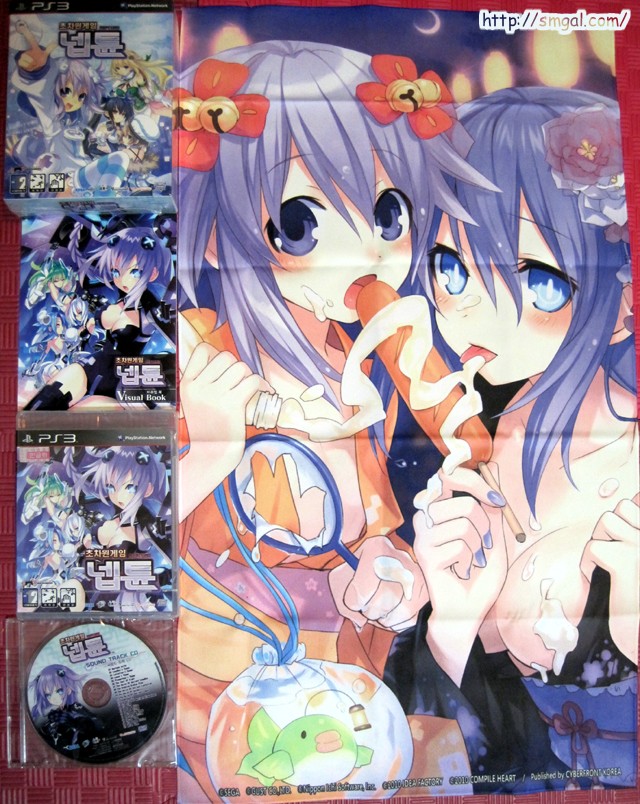 http://smgal.com/
PS3
PlayStation Network
초차원게임
넵튠
초차원게임
넵튠
Visual Book
PS3
PlayStation Network
초차원게임
넵튠
초차원게임
넵튠
SOUND TRACK CD
©SEGA ©GUST CO.,LTD. ©Nippon Ichi Software, Inc. ©2010 IDEA FACTORY ©2010 COMPILE HEART / Published by CYBERFRONT KOREA